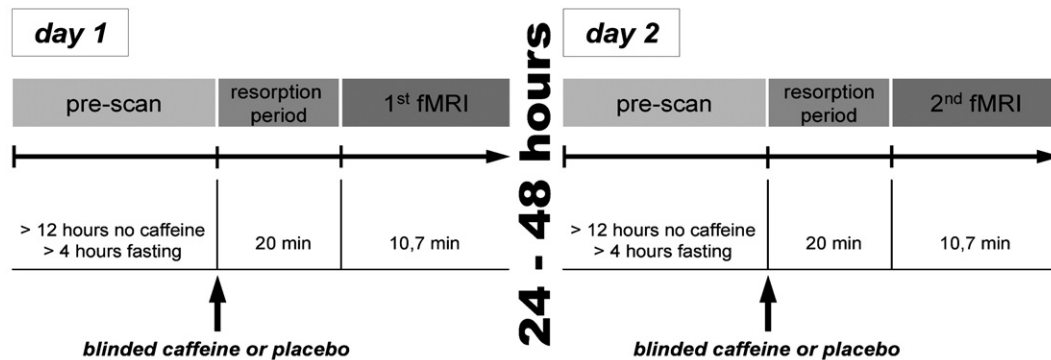 day 1
pre-scan
resorption
period
1st fMRI
> 12 hours no caffeine
> 4 hours fasting
20 min
10,7 min
blinded caffeine or placebo
24 - 48 hours
day 2
pre-scan
resorption
period
2nd fMRI
> 12 hours no caffeine
> 4 hours fasting
20 min
10,7 min
blinded caffeine or placebo